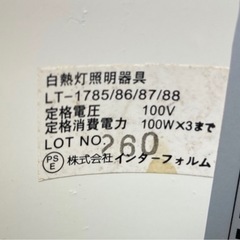 白熱灯照明器具
LT-1785/86/87/88
定格電圧 100V
定格消費電力 100W×3まで
LOT NO. 260
PSE 株式会社インターフォルム